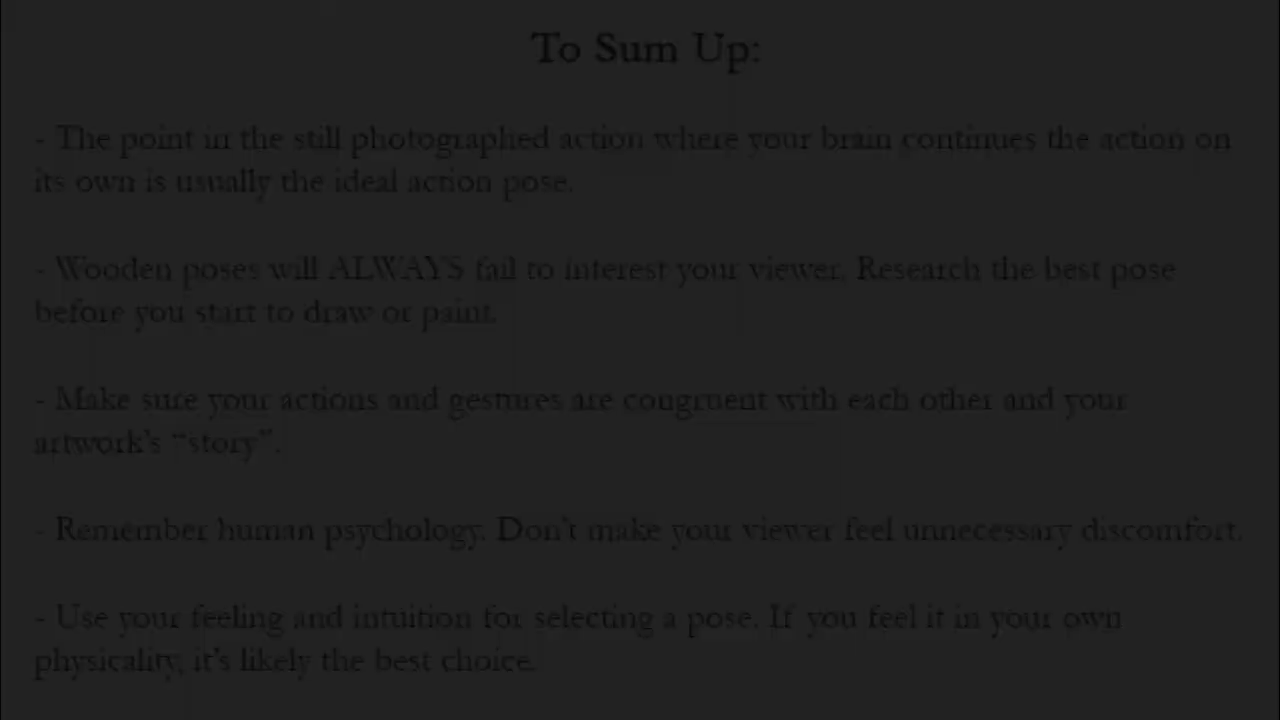 To Sum Up:
- The point in the still photographed action where your brain continues the action on
its own is usually the ideal action pose.
- Wooden poses will ALWAYS fail to interest your viewer. Research the best pose
before you start to draw or paint.
- Make sure your actions and gestures are congruent with each other and your
artwork's “story”.
- Remember human psychology. Don't make your viewer feel unnecessary discomfort.
- Use your feeling and intuition for selecting a pose. If you feel it in your own
physicality, it's likely the best choice.